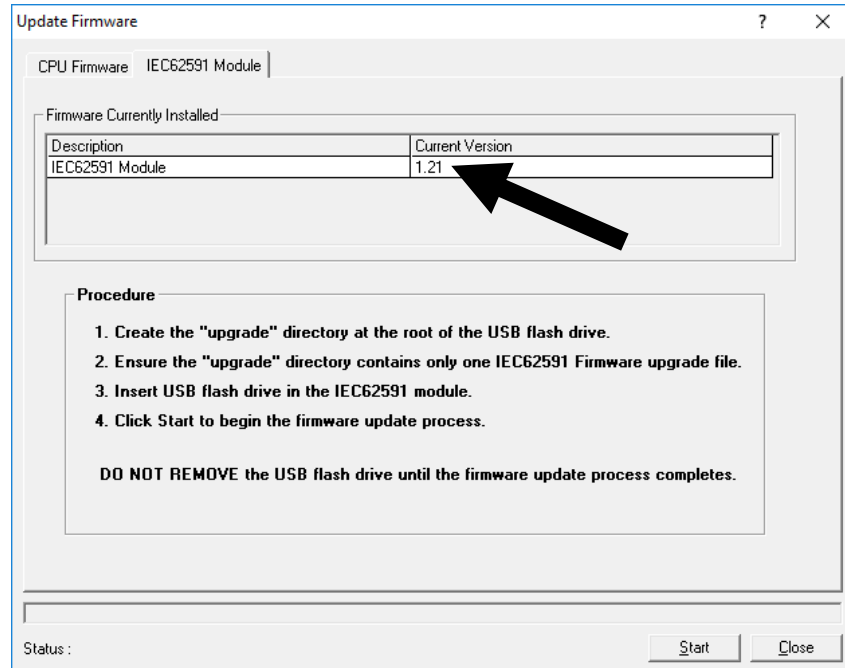 Update Firmware
CPU Firmware
IEC62591 Module
Firmware Currently Installed
Description Current Version
IEC62591 Module 1.21
Procedure
1. Create the "upgrade" directory at the root of the USB flash drive.
2. Ensure the "upgrade" directory contains only one IEC62591 Firmware upgrade file.
3. Insert USB flash drive in the IEC62591 module.
4. Click Start to begin the firmware update process.
DO NOT REMOVE the USB flash drive until the firmware update process completes.
Status :
Start
Close